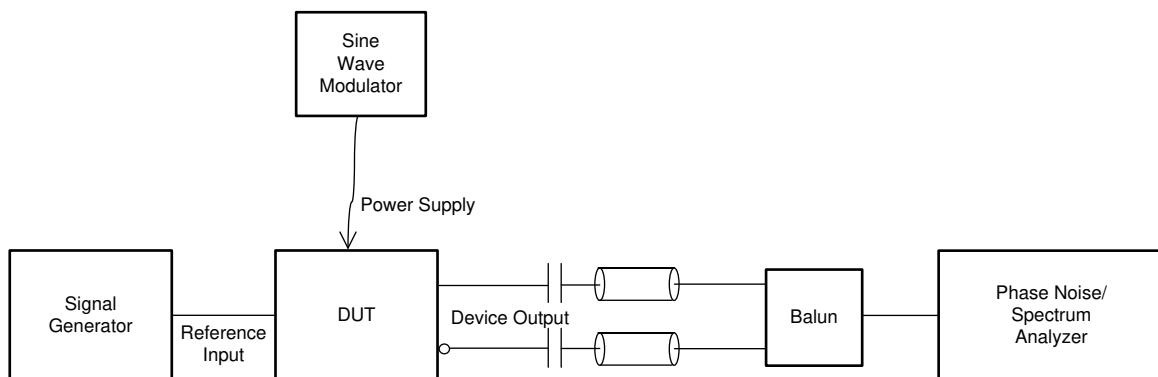 Sine
Wave
Modulator
Power Supply
Signal
Generator
Reference
Input
DUT
Device Output
Balun
Phase Noise/
Spectrum
Analyzer